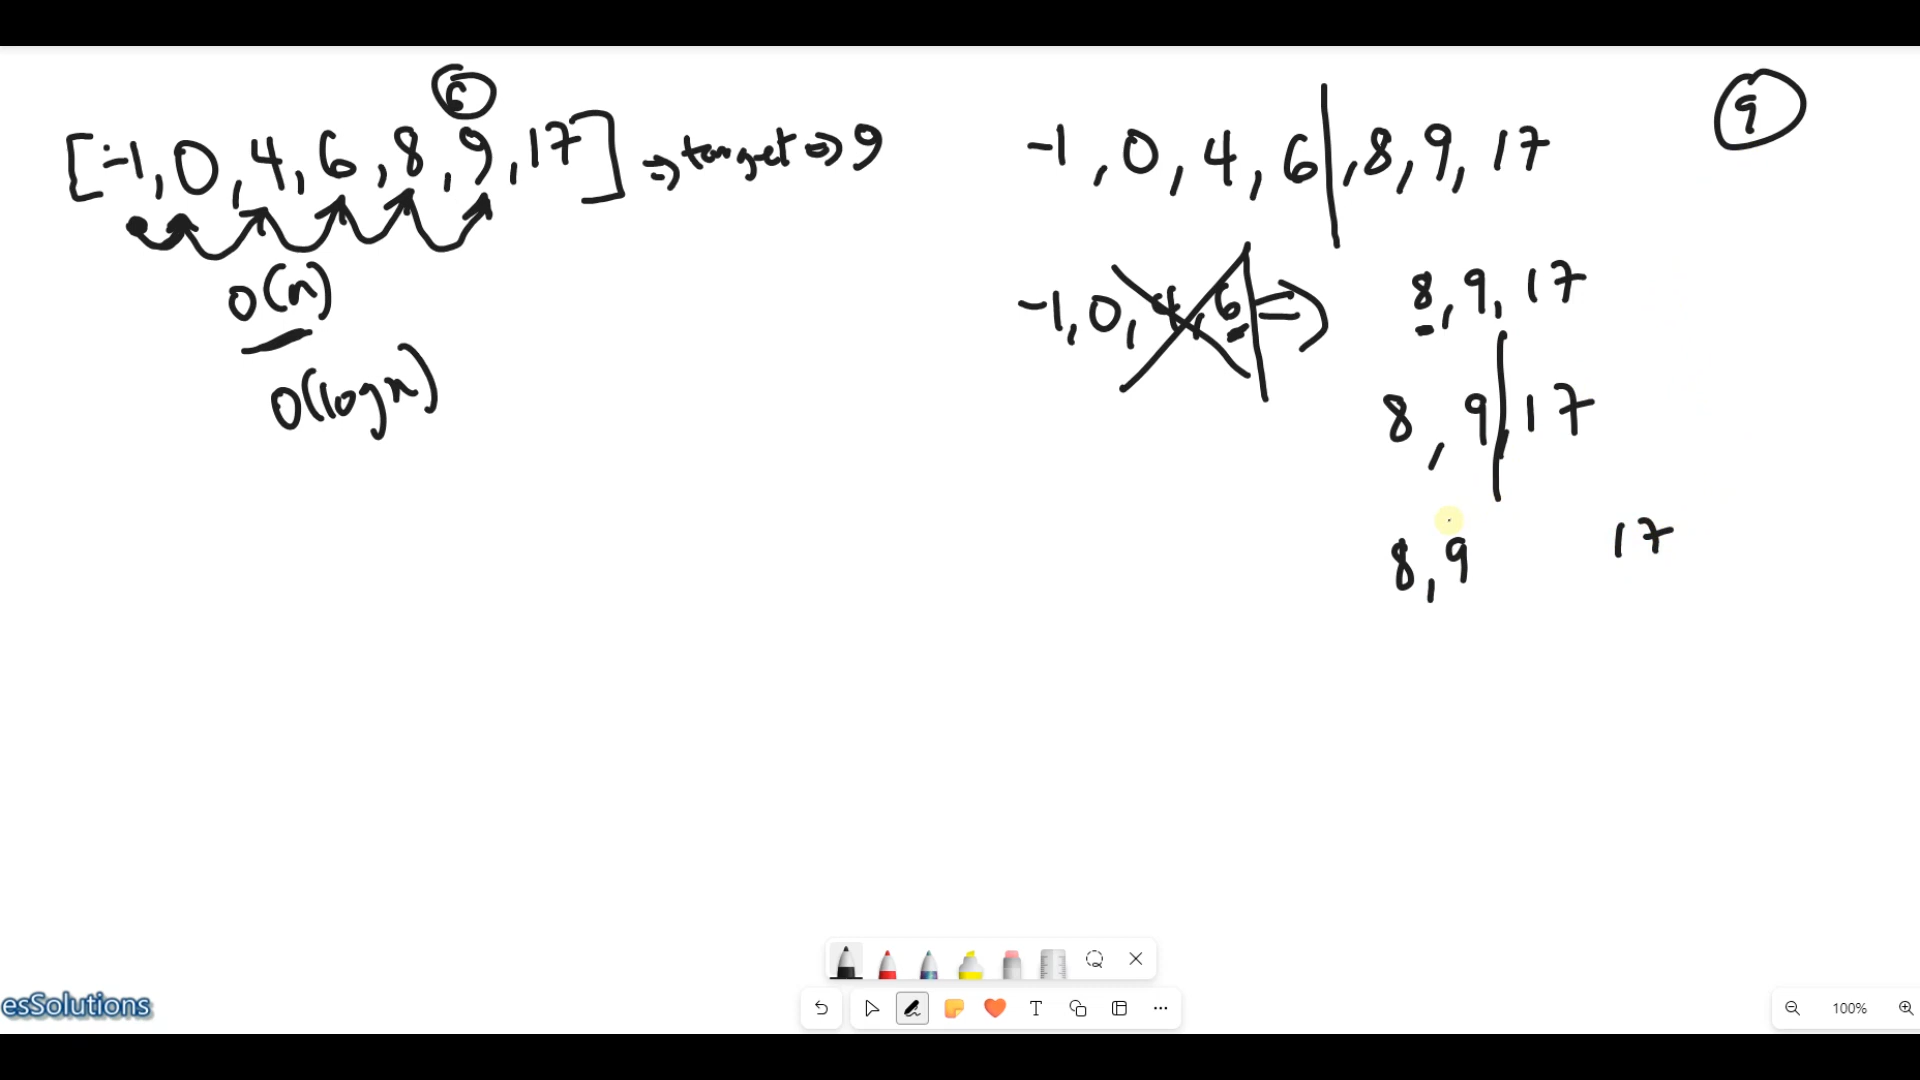 6
[-1, 0, 4, 6, 8, 9, 17] => target => 9
O(n)
O(log n)
9
-1, 0, 4, 6, 8, 9, 17
-1, 0, 4, 6 => 8, 9, 17
8, 9, 17
8, 9 17
esSolutions
T
100%